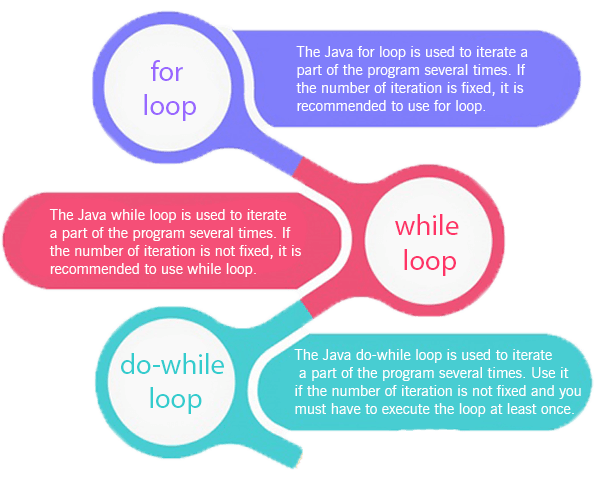 for
loop
The Java for loop is used to iterate a
part of the program several times. If
the number of iteration is fixed, it is
recommended to use for loop.
The Java while loop is used to iterate
a part of the program several times. If
the number of iteration is not fixed, it is
recommended to use while loop.
while
loop
do-while
loop
The Java do-while loop is used to iterate
a part of the program several times. Use it
if the number of iteration is not fixed and you
must have to execute the loop at least once.